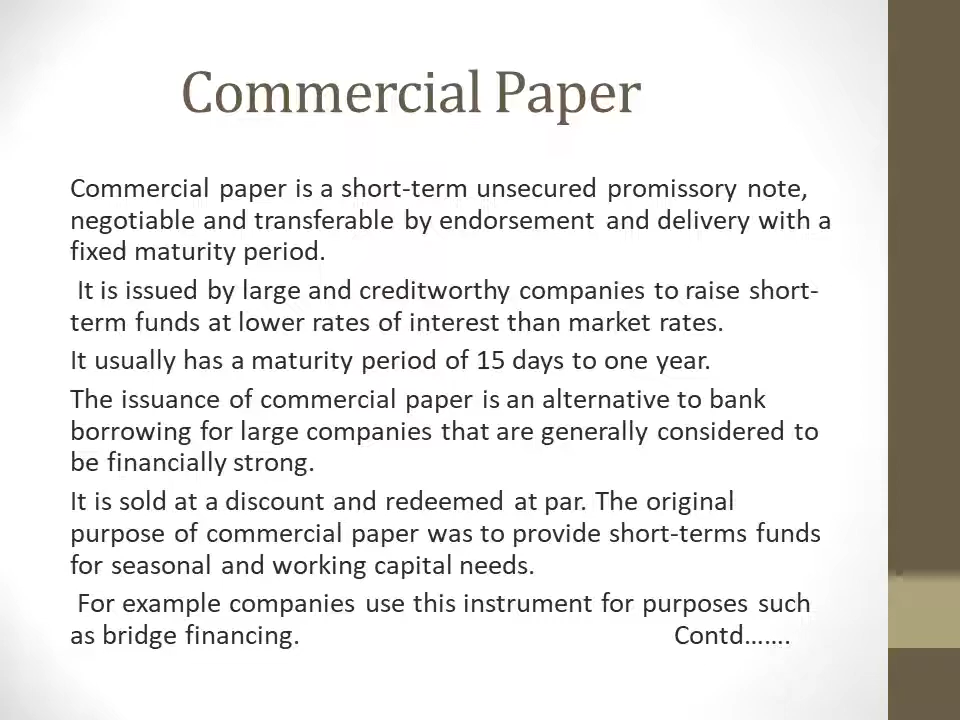 Commercial Paper
Commercial paper is a short-term unsecured promissory note,
negotiable and transferable by endorsement and delivery with a
fixed maturity period.
It is issued by large and creditworthy companies to raise short-
term funds at lower rates of interest than market rates.
It usually has a maturity period of 15 days to one year.
The issuance of commercial paper is an alternative to bank
borrowing for large companies that are generally considered to
be financially strong.
It is sold at a discount and redeemed at par. The original
purpose of commercial paper was to provide short-terms funds
for seasonal and working capital needs.
For example companies use this instrument for purposes such
as bridge financing. Contd.......